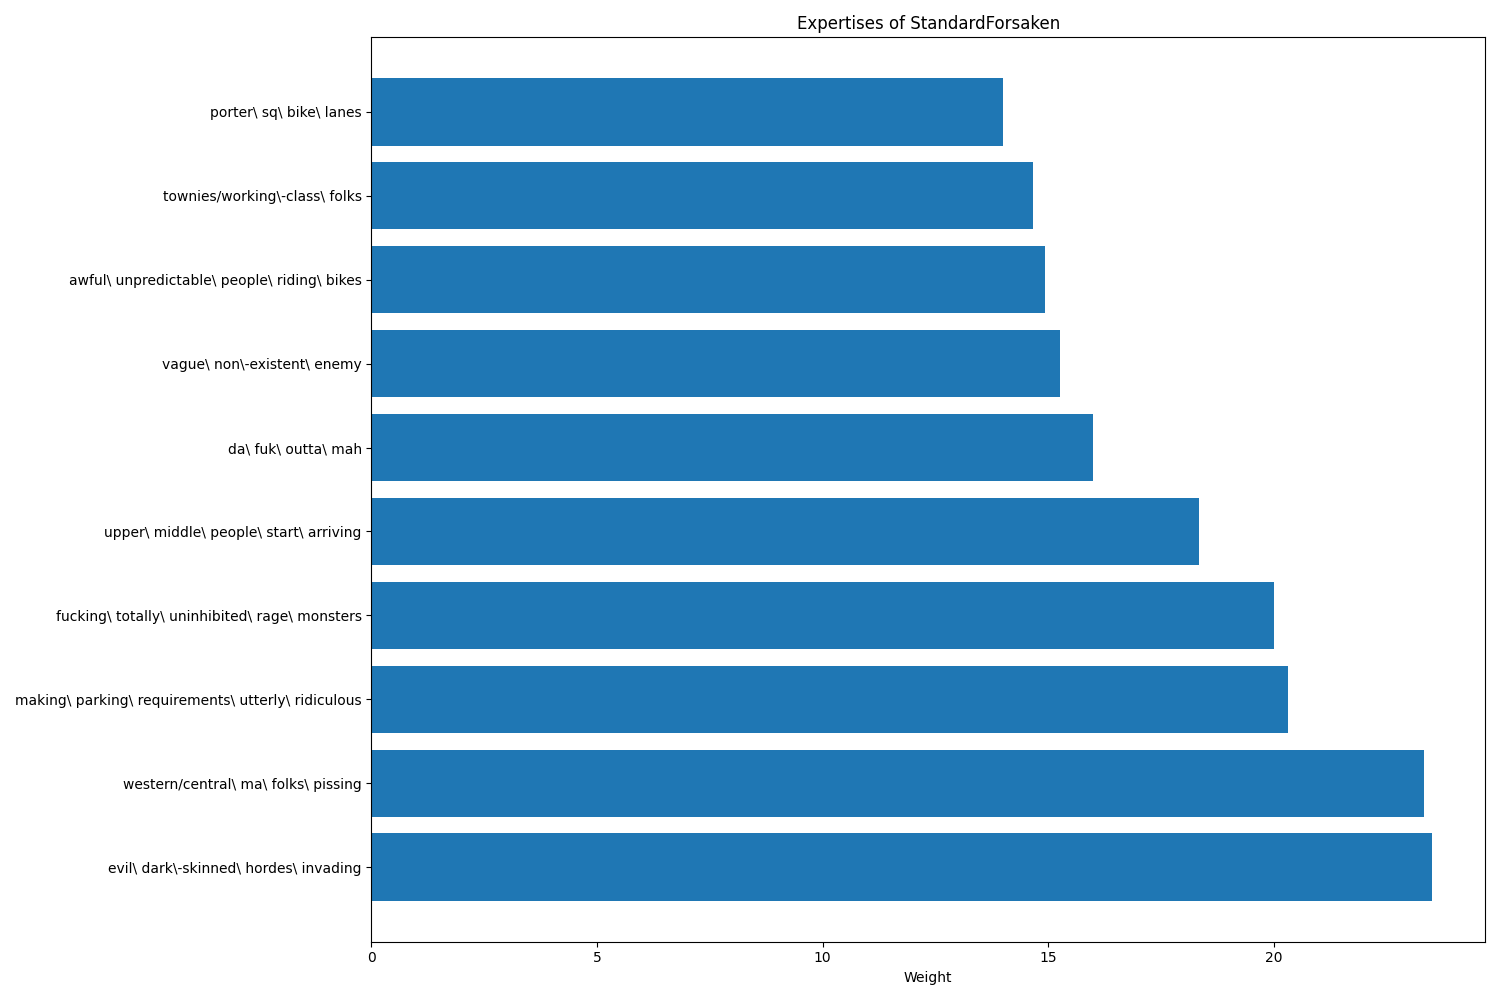 Expertises of StandardForsaken
porter\ sq\ bike\ lanes
townies/working\-class\ folks
awful\ unpredictable\ people\ riding\ bikes
vague\ non\-existent\ enemy
da\ fuk\ outta\ mah
upper\ middle\ people\ start\ arriving
fucking\ totally\ uninhibited\ rage\ monsters
making\ parking\ requirements\ utterly\ ridiculous
western/central\ ma\ folks\ pissing
evil\ dark\-skinned\ hordes\ invading
0 5 10 15 20
Weight